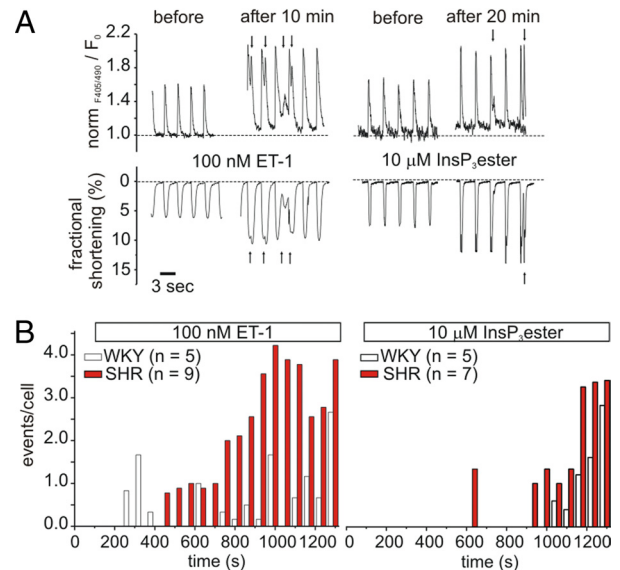 A
before
after 10 min
before
after 20 min
norm F405/490 / F0
2.2
1.8
1.4
1.0
100 nM ET-1
10 µM InsP3ester
fractional shortening (%)
0
5
10
15
3 sec
B
100 nM ET-1
10 µM InsP3ester
WKY (n = 5)
SHR (n = 9)
WKY (n = 5)
SHR (n = 7)
events/cell
4.0
3.0
2.0
1.0
0.0
0 200 400 600 800 1000 1200
0 200 400 600 800 1000 1200
time (s)
time (s)